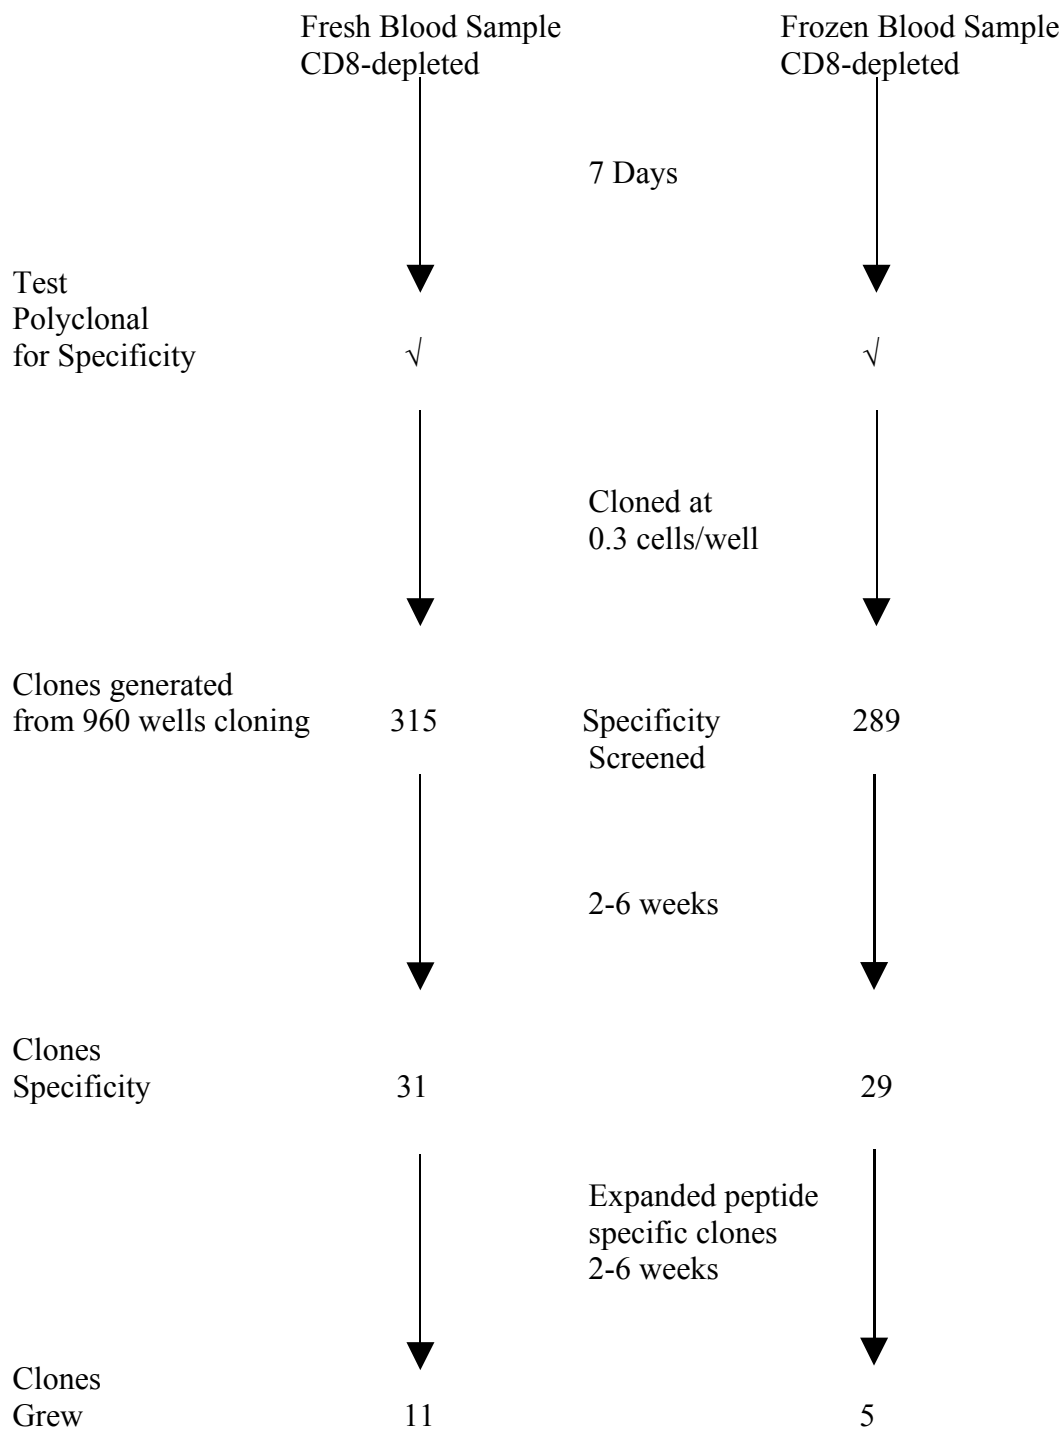 Fresh Blood Sample
CD8-depleted
Frozen Blood Sample
CD8-depleted
7 Days
Test
Polyclonal
for Specificity
√
√
Cloned at
0.3 cells/well
Clones generated
from 960 wells cloning
315
Specificity
Screened
289
2-6 weeks
Clones
Specificity
31
29
Expanded peptide
specific clones
2-6 weeks
Clones
Grew
11
5